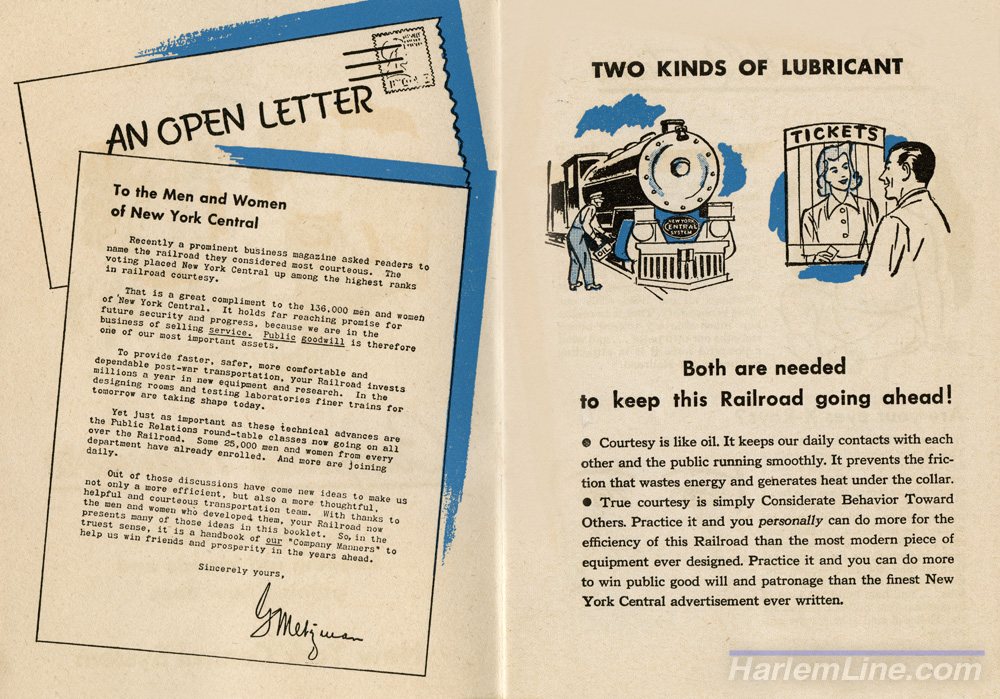 AN OPEN LETTER
To the Men and Women
of New York Central
Recently a prominent business magazine asked readers to
name the railroad they considered most courteous. The
voting placed New York Central up among the highest ranks
in railroad courtesy.
That is a great compliment to the 136,000 men and women
of New York Central. It holds far reaching promise for
future security and progress, because we are in the
business of selling service. Public goodwill is therefore
one of our most important assets.
To provide faster, safer, more comfortable and
dependable post-war transportation, your Railroad invests
millions a year in new equipment and research. In the
designing rooms and testing laboratories finer trains for
tomorrow are taking shape today.
Yet just as important as these technical advances are
the Public Relations round-table classes now going on all
over the Railroad. Some 25,000 men and women from every
department have already enrolled. And more are joining
daily.
Out of those discussions have come new ideas to make us
not only a more efficient, but also a more thoughtful,
helpful and courteous transportation team. With thanks to
the men and women who developed them, your Railroad now
presents many of those ideas in this booklet. So, in the
truest sense, it is a handbook of our "Company Manners" to
help us win friends and prosperity in the years ahead.
Sincerely yours,
G Metzman
TWO KINDS OF LUBRICANT
NEW YORK
CENTRAL
SYSTEM
TICKETS
Both are needed
to keep this Railroad going ahead!
● Courtesy is like oil. It keeps our daily contacts with each
other and the public running smoothly. It prevents the fric-
tion that wastes energy and generates heat under the collar.
● True courtesy is simply Considerate Behavior Toward
Others. Practice it and you personally can do more for the
efficiency of this Railroad than the most modern piece of
equipment ever designed. Practice it and you can do more
to win public good will and patronage than the finest New
York Central advertisement ever written.
HarlemLine.com